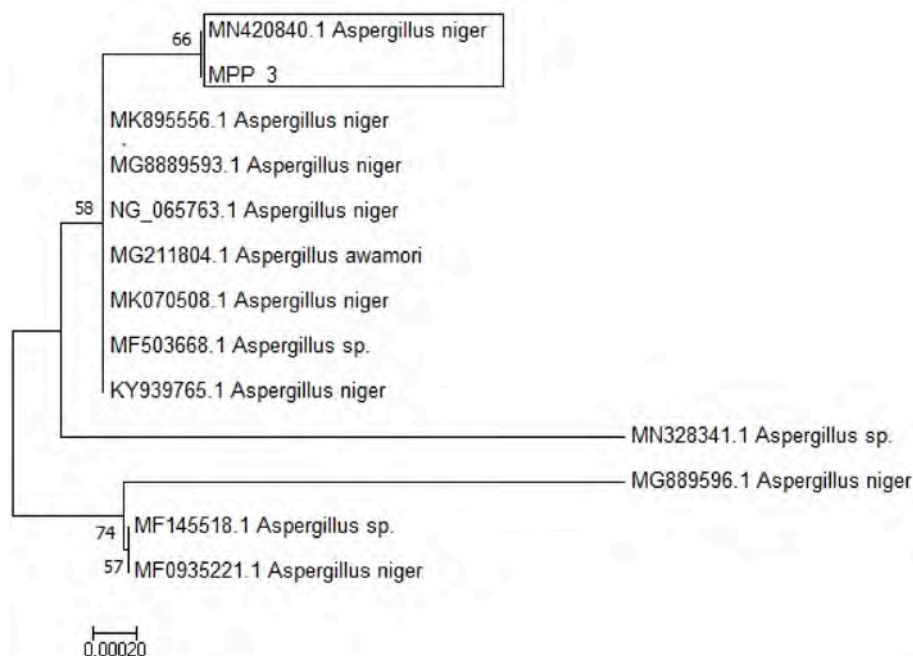 66
MN420840.1 Aspergillus niger
MPP_3
MK895556.1 Aspergillus niger
MG8889593.1 Aspergillus niger
58
NG_065763.1 Aspergillus niger
MG211804.1 Aspergillus awamori
MK070508.1 Aspergillus niger
MF503668.1 Aspergillus sp.
KY939765.1 Aspergillus niger
MN328341.1 Aspergillus sp.
MG889596.1 Aspergillus niger
74
MF145518.1 Aspergillus sp.
57
MF0935221.1 Aspergillus niger
0.00020